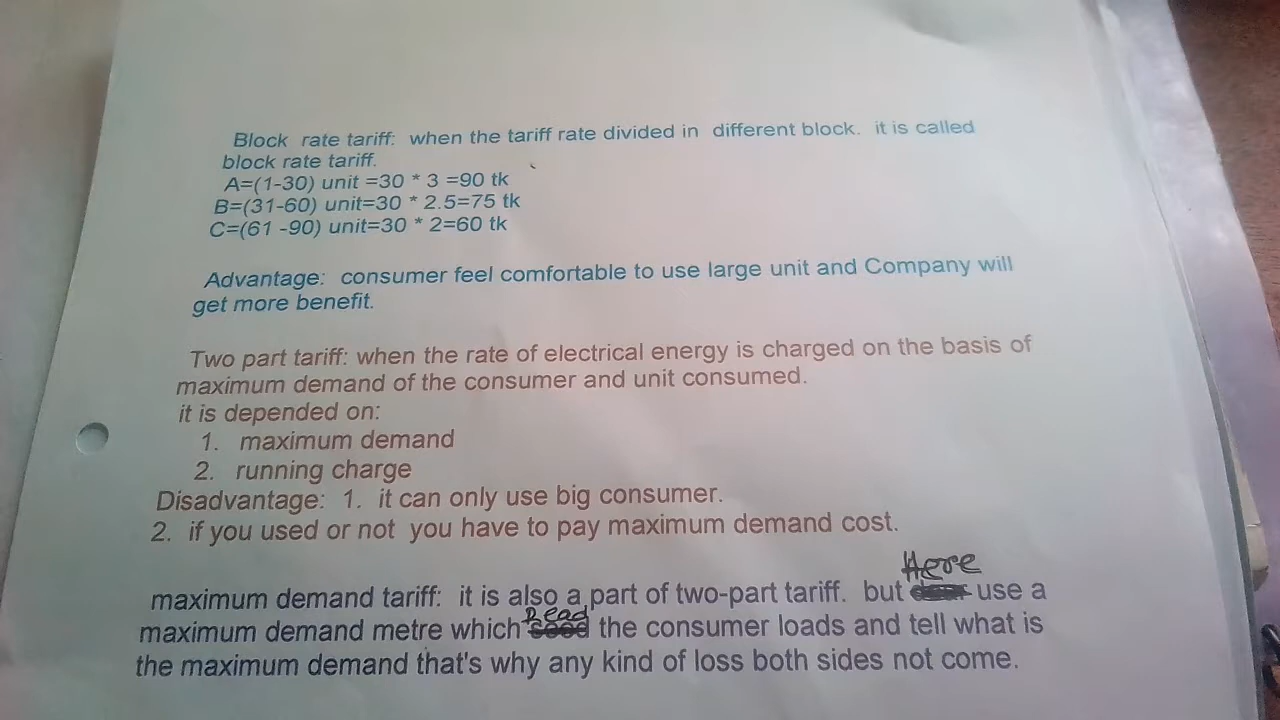 Block rate tariff: when the tariff rate divided in different block. it is called
block rate tariff.
A=(1-30) unit =30 * 3 =90 tk
B=(31-60) unit=30 * 2.5=75 tk
C=(61 -90) unit=30 * 2=60 tk
Advantage: consumer feel comfortable to use large unit and Company will
get more benefit.
Two part tariff: when the rate of electrical energy is charged on the basis of
maximum demand of the consumer and unit consumed.
it is depended on:
1. maximum demand
2. running charge
Disadvantage: 1. it can only use big consumer.
2. if you used or not you have to pay maximum demand cost.
maximum demand tariff: it is also a part of two-part tariff. but Here use a
maximum demand metre which Read the consumer loads and tell what is
the maximum demand that's why any kind of loss both sides not come.